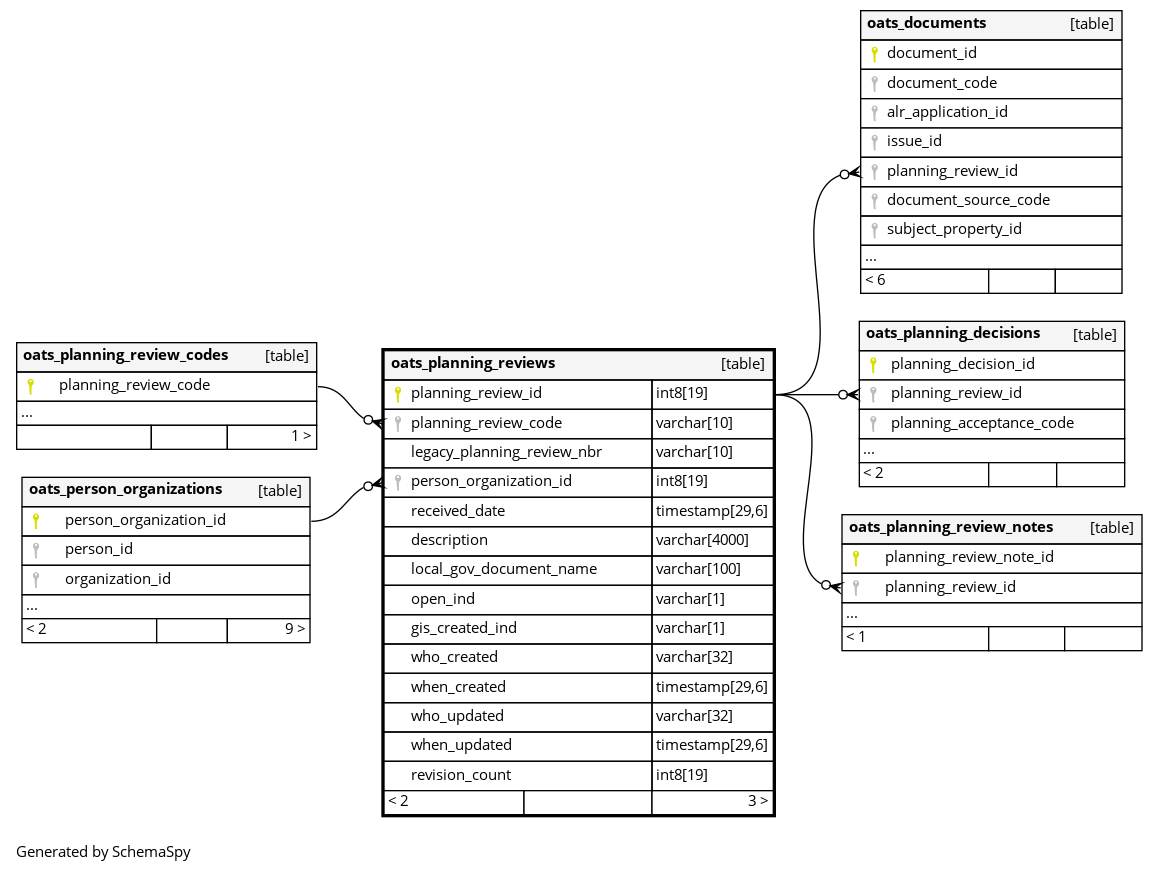 oats_documents [table]
document_id
document_code
alr_application_id
issue_id
planning_review_id
document_source_code
subject_property_id
...
< 6
oats_planning_decisions [table]
planning_decision_id
planning_review_id
planning_acceptance_code
...
< 2
oats_planning_review_notes [table]
planning_review_note_id
planning_review_id
...
< 1
oats_planning_review_codes [table]
planning_review_code
...
1 >
oats_person_organizations [table]
person_organization_id
person_id
organization_id
...
< 2 9 >
oats_planning_reviews [table]
planning_review_id int8[19]
planning_review_code varchar[10]
legacy_planning_review_nbr varchar[10]
person_organization_id int8[19]
received_date timestamp[29,6]
description varchar[4000]
local_gov_document_name varchar[100]
open_ind varchar[1]
gis_created_ind varchar[1]
who_created varchar[32]
when_created timestamp[29,6]
who_updated varchar[32]
when_updated timestamp[29,6]
revision_count int8[19]
< 2 3 >
Generated by SchemaSpy